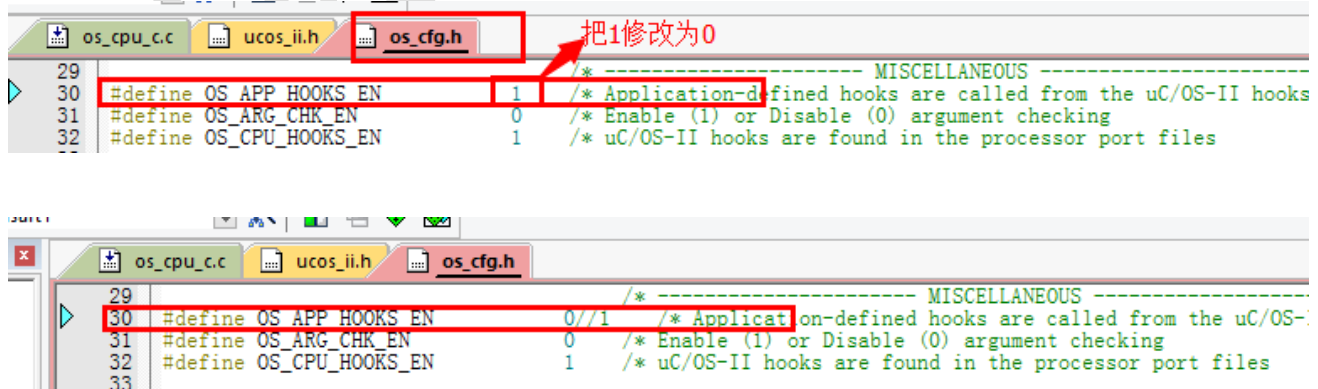 os_cpu_c.c ucos_ii.h os_cfg.h 把1修改为0
29 /* ---------------------- MISCELLANEOUS -----------------------
30 #define OS_APP_HOOKS_EN 1 /* Application-defined hooks are called from the uC/OS-II hooks
31 #define OS_ARG_CHK_EN 0 /* Enable (1) or Disable (0) argument checking
32 #define OS_CPU_HOOKS_EN 1 /* uC/OS-II hooks are found in the processor port files
os_cpu_c.c ucos_ii.h os_cfg.h
29 /* ---------------------- MISCELLANEOUS ------------------
30 #define OS_APP_HOOKS_EN 0//1 /* Application-defined hooks are called from the uC/OS-
31 #define OS_ARG_CHK_EN 0 /* Enable (1) or Disable (0) argument checking
32 #define OS_CPU_HOOKS_EN 1 /* uC/OS-II hooks are found in the processor port files
33